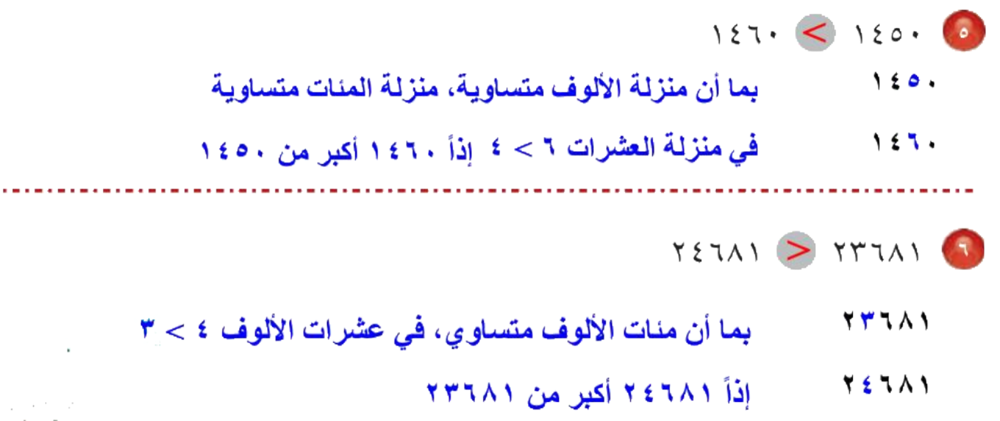 ٥ ١٤٥٠ > ١٤٦٠
١٤٥٠ بما أن منزلة الألوف متساوية، منزلة المئات متساوية
١٤٦٠ في منزلة العشرات ٦ > ٤ إذاً ١٤٦٠ أكبر من ١٤٥٠
٦ ٢٣٦٨١ < ٢٤٦٨١
٢٣٦٨١ بما أن مئات الألوف متساوي، في عشرات الألوف ٤ > ٣
٢٤٦٨١ إذاً ٢٤٦٨١ أكبر من ٢٣٦٨١